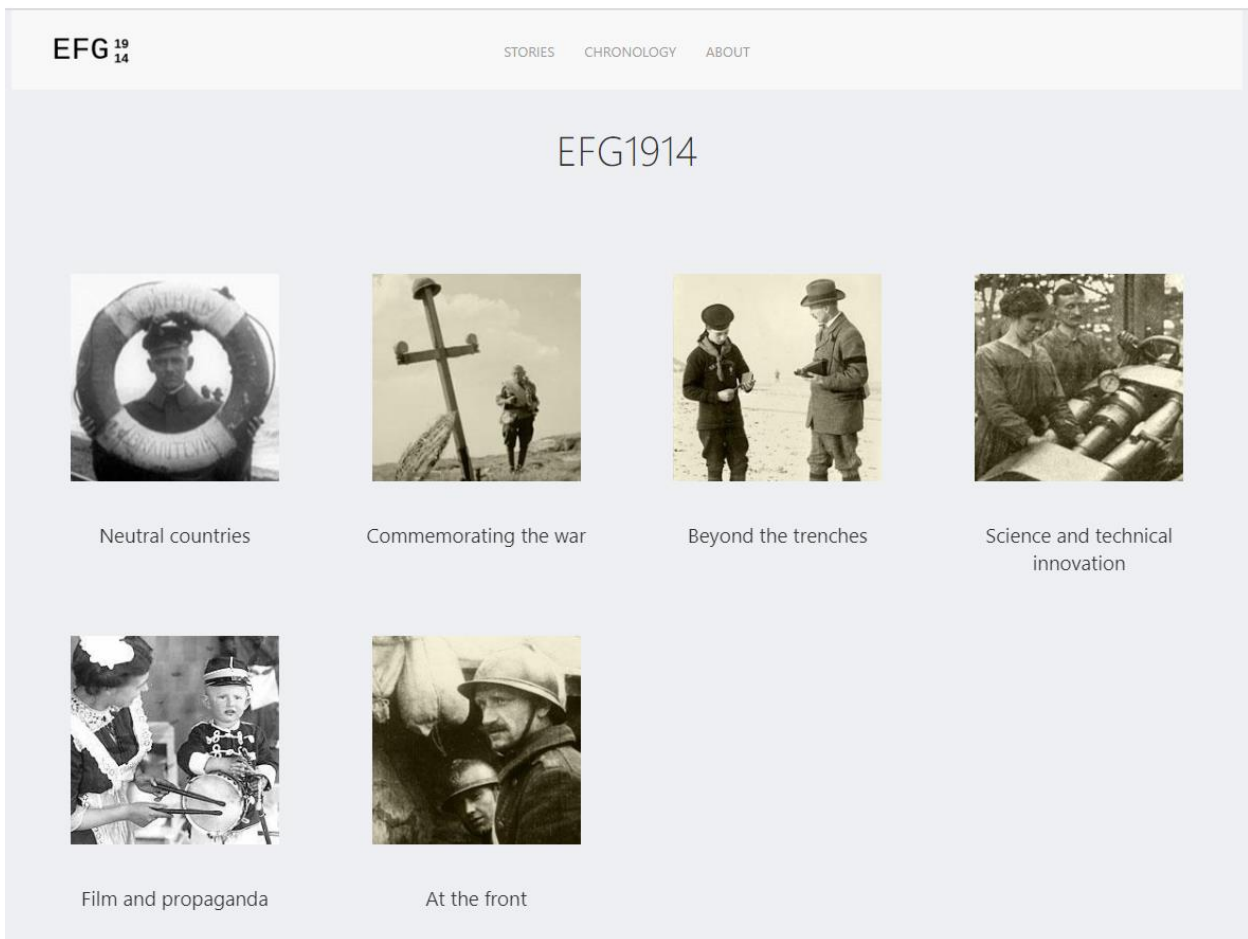 EFG 19 14
STORIES CHRONOLOGY ABOUT
EFG1914
Neutral countries
Commemorating the war
Beyond the trenches
Science and technical
innovation
Film and propaganda
At the front